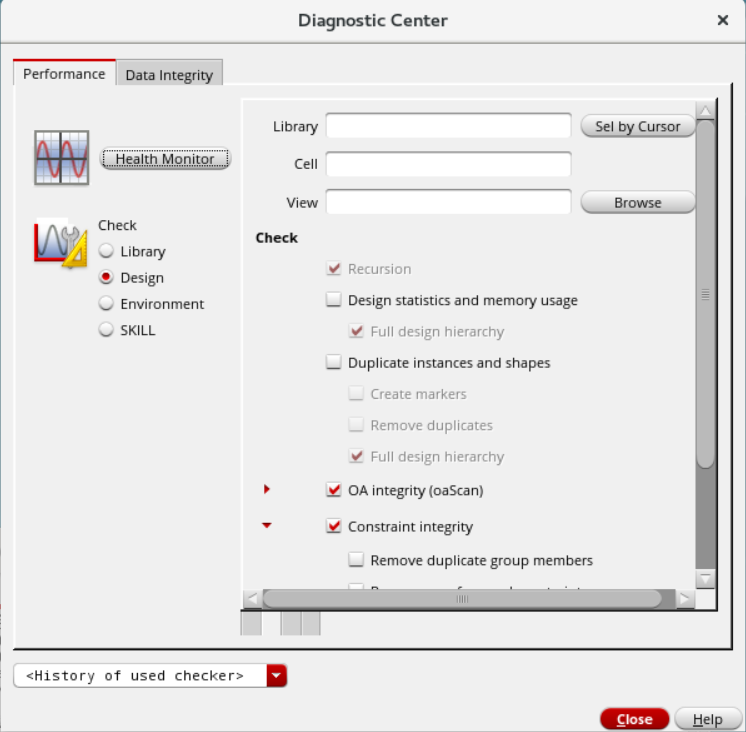 Diagnostic Center
Performance
Data Integrity
Health Monitor
Check
Library
Design
Environment
SKILL
Library
Sel by Cursor
Cell
View
Browse
Check
Recursion
Design statistics and memory usage
Full design hierarchy
Duplicate instances and shapes
Create markers
Remove duplicates
Full design hierarchy
OA integrity (oaScan)
Constraint integrity
Remove duplicate group members
<History of used checker>
Close
Help